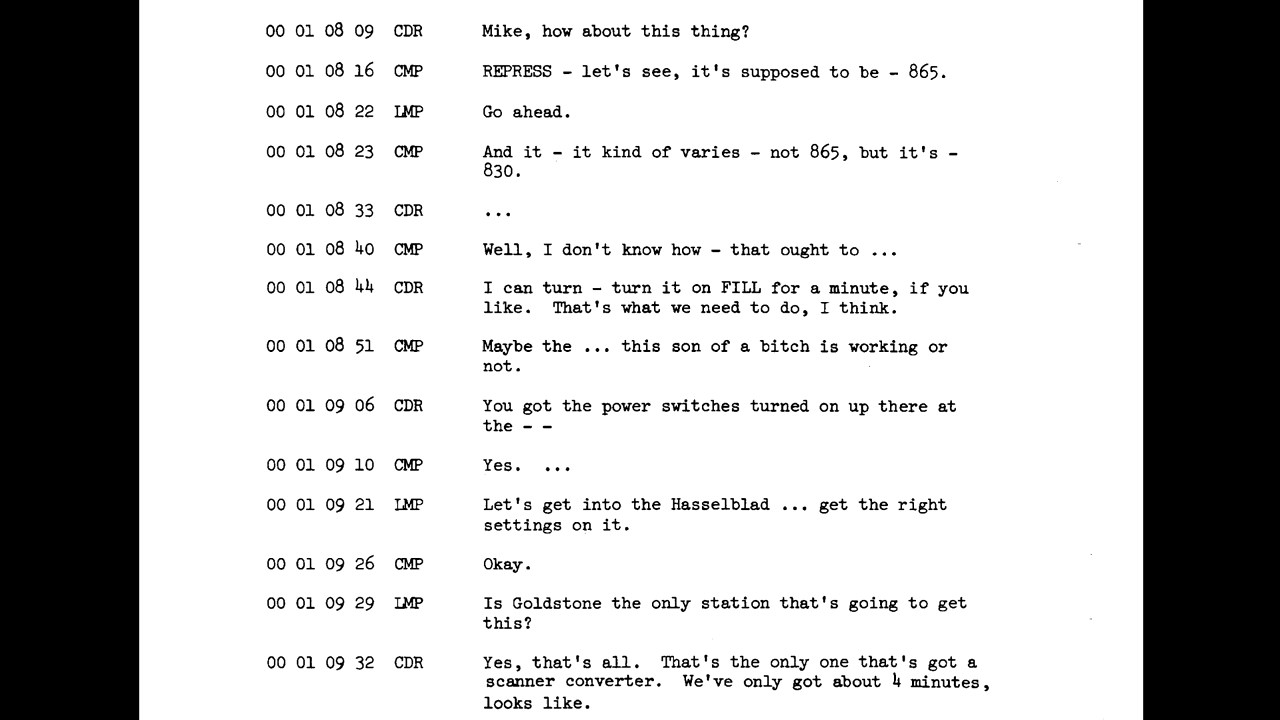 00 01 08 09 CDR Mike, how about this thing?
00 01 08 16 CMP REPRESS - let's see, it's supposed to be - 865.
00 01 08 22 LMP Go ahead.
00 01 08 23 CMP And it - it kind of varies - not 865, but it's -
830.
00 01 08 33 CDR ...
00 01 08 40 CMP Well, I don't know how - that ought to ...
00 01 08 44 CDR I can turn - turn it on FILL for a minute, if you
like. That's what we need to do, I think.
00 01 08 51 CMP Maybe the ... this son of a bitch is working or
not.
00 01 09 06 CDR You got the power switches turned on up there at
the - -
00 01 09 10 CMP Yes. ...
00 01 09 21 LMP Let's get into the Hasselblad ... get the right
settings on it.
00 01 09 26 CMP Okay.
00 01 09 29 LMP Is Goldstone the only station that's going to get
this?
00 01 09 32 CDR Yes, that's all. That's the only one that's got a
scanner converter. We've only got about 4 minutes,
looks like.